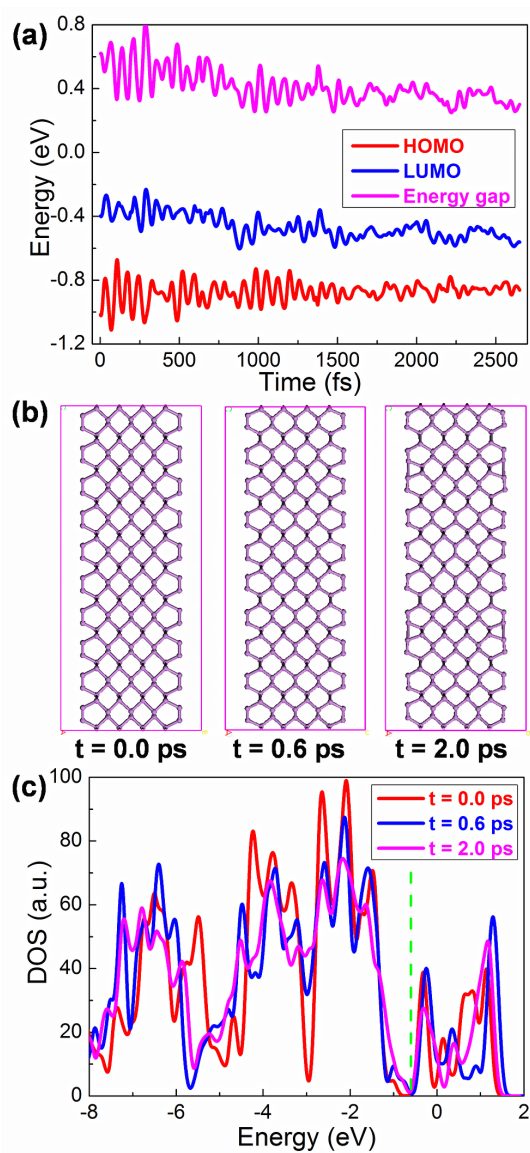 (a)
0.8
0.4
0.0
-0.4
-0.8
-1.2
Energy (eV)
HOMO
LUMO
Energy gap
0 500 1000 1500 2000 2500
Time (fs)
(b)
t = 0.0 ps t = 0.6 ps t = 2.0 ps
(c)
100
80
60
40
20
0
DOS (a.u.)
t = 0.0 ps
t = 0.6 ps
t = 2.0 ps
-8 -6 -4 -2 0 2
Energy (eV)